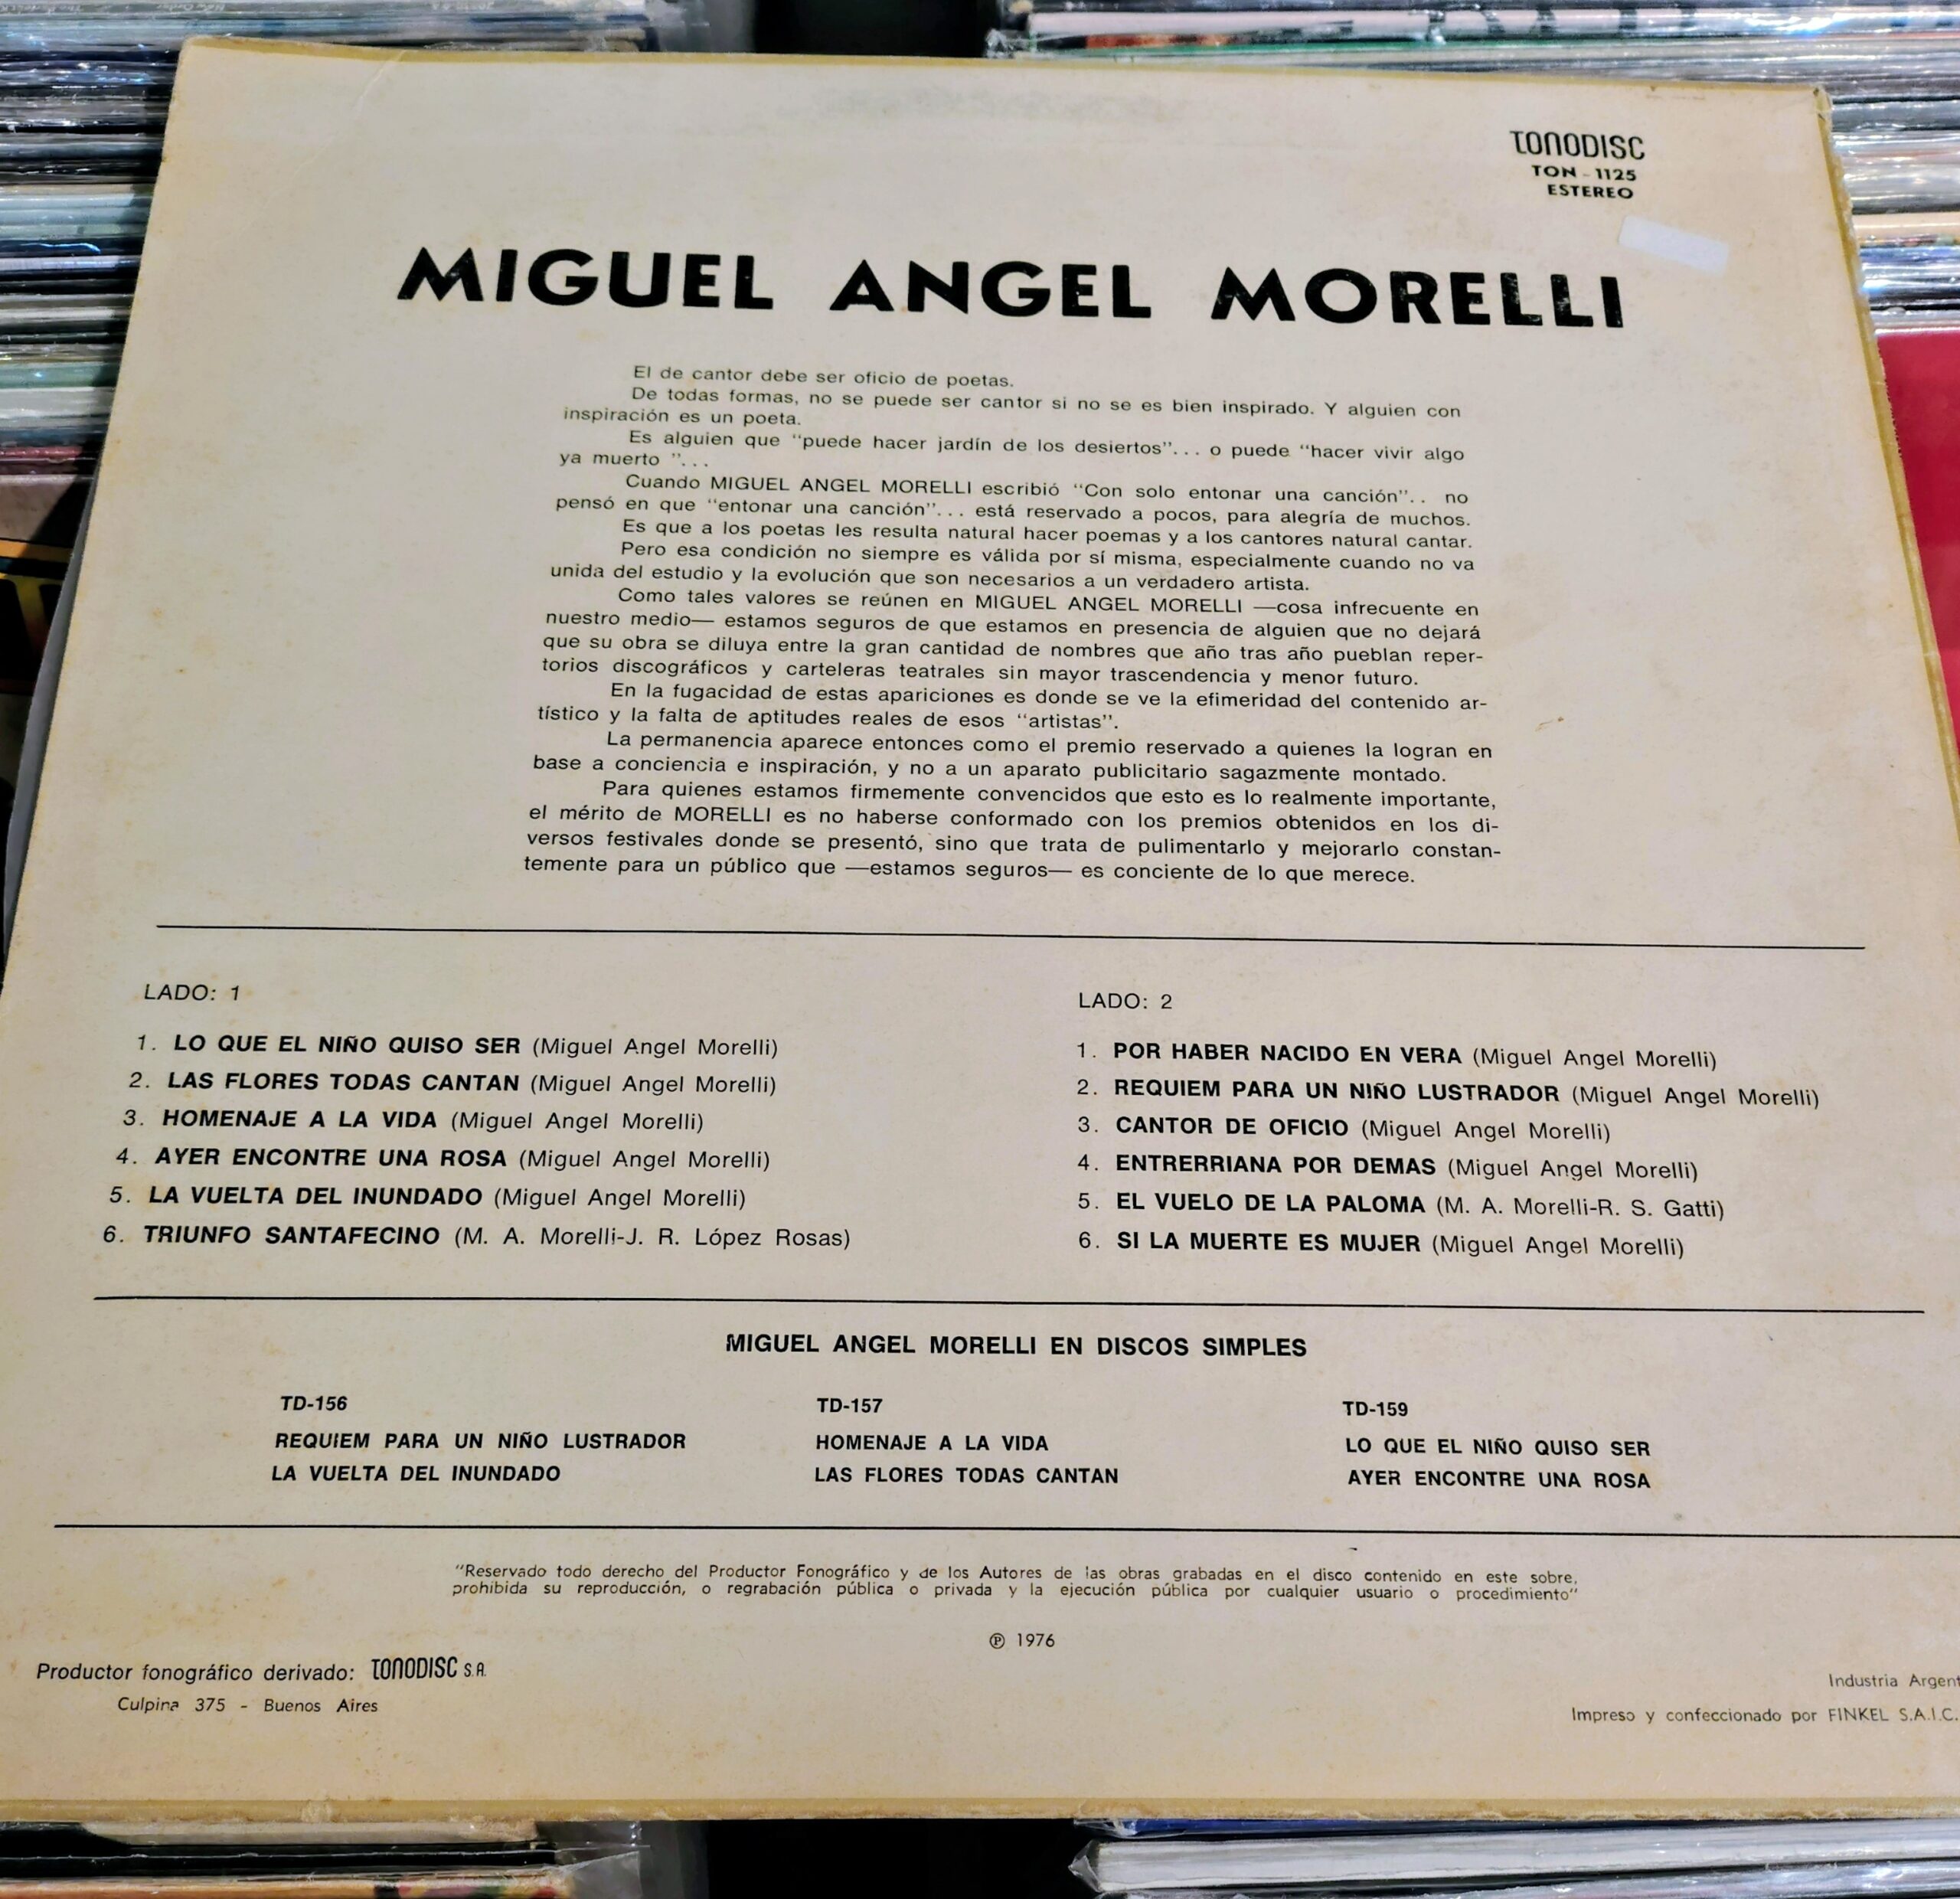 TONODISC
TON - 1125
ESTEREO
MIGUEL ANGEL MORELLI
El de cantor debe ser oficio de poetas.
De todas formas, no se puede ser cantor si no se es bien inspirado. Y alguien con
inspiración es un poeta.
Es alguien que "puede hacer jardín de los desiertos"... o puede "hacer vivir algo
ya muerto "...
Cuando MIGUEL ANGEL MORELLI escribió "Con solo entonar una canción".. no
pensó en que "entonar una canción"... está reservado a pocos, para alegría de muchos.
Es que a los poetas les resulta natural hacer poemas y a los cantores natural cantar.
Pero esa condición no siempre es válida por sí misma, especialmente cuando no va
unida del estudio y la evolución que son necesarios a un verdadero artista.
Como tales valores se reúnen en MIGUEL ANGEL MORELLI —cosa infrecuente en
nuestro medio— estamos seguros de que estamos en presencia de alguien que no dejará
que su obra se diluya entre la gran cantidad de nombres que año tras año pueblan reper-
torios discográficos y carteleras teatrales sin mayor trascendencia y menor futuro.
En la fugacidad de estas apariciones es donde se ve la efimeridad del contenido ar-
tístico y la falta de aptitudes reales de esos "artistas".
La permanencia aparece entonces como el premio reservado a quienes la logran en
base a conciencia e inspiración, y no a un aparato publicitario sagazmente montado.
Para quienes estamos firmemente convencidos que esto es lo realmente importante,
el mérito de MORELLI es no haberse conformado con los premios obtenidos en los di-
versos festivales donde se presentó, sino que trata de pulimentarlo y mejorarlo constan-
temente para un público que —estamos seguros— es conciente de lo que merece.
LADO: 1
1. LO QUE EL NIÑO QUISO SER (Miguel Angel Morelli)
2. LAS FLORES TODAS CANTAN (Miguel Angel Morelli)
3. HOMENAJE A LA VIDA (Miguel Angel Morelli)
4. AYER ENCONTRE UNA ROSA (Miguel Angel Morelli)
5. LA VUELTA DEL INUNDADO (Miguel Angel Morelli)
6. TRIUNFO SANTAFECINO (M. A. Morelli-J. R. López Rosas)
LADO: 2
1. POR HABER NACIDO EN VERA (Miguel Angel Morelli)
2. REQUIEM PARA UN NIÑO LUSTRADOR (Miguel Angel Morelli)
3. CANTOR DE OFICIO (Miguel Angel Morelli)
4. ENTRERRIANA POR DEMAS (Miguel Angel Morelli)
5. EL VUELO DE LA PALOMA (M. A. Morelli-R. S. Gatti)
6. SI LA MUERTE ES MUJER (Miguel Angel Morelli)
MIGUEL ANGEL MORELLI EN DISCOS SIMPLES
TD-156
REQUIEM PARA UN NIÑO LUSTRADOR
LA VUELTA DEL INUNDADO
TD-157
HOMENAJE A LA VIDA
LAS FLORES TODAS CANTAN
TD-159
LO QUE EL NIÑO QUISO SER
AYER ENCONTRE UNA ROSA
"Reservado todo derecho del Productor Fonográfico y de los Autores de las obras grabadas en el disco contenido en este sobre,
prohibida su reproducción, o regrabación pública o privada y la ejecución pública por cualquier usuario o procedimiento"
℗ 1976
Productor fonográfico derivado: TONODISC S.A.
Culpina 375 - Buenos Aires
Industria Argent
Impreso y confeccionado por FINKEL S.A.I.C.